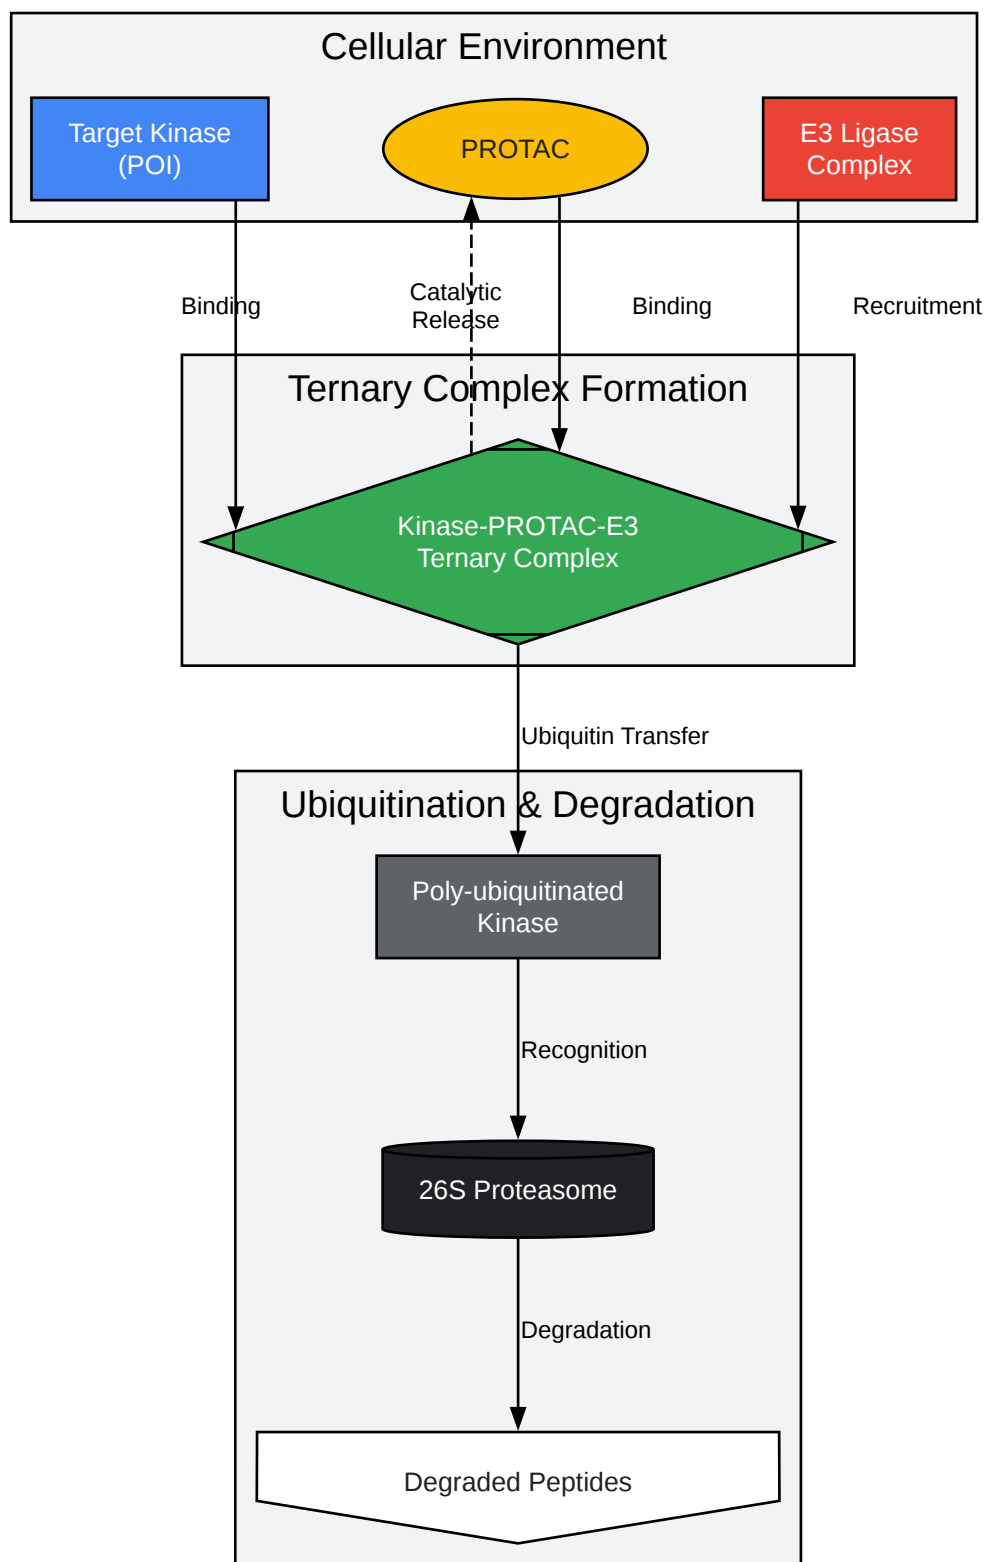 Cellular Environment
Target Kinase
(POI)
PROTAC
E3 Ligase
Complex
Binding
Catalytic
Release
Binding
Recruitment
Ternary Complex Formation
Kinase-PROTAC-E3
Ternary Complex
Ubiquitin Transfer
Ubiquitination & Degradation
Poly-ubiquitinated
Kinase
Recognition
26S Proteasome
Degradation
Degraded Peptides